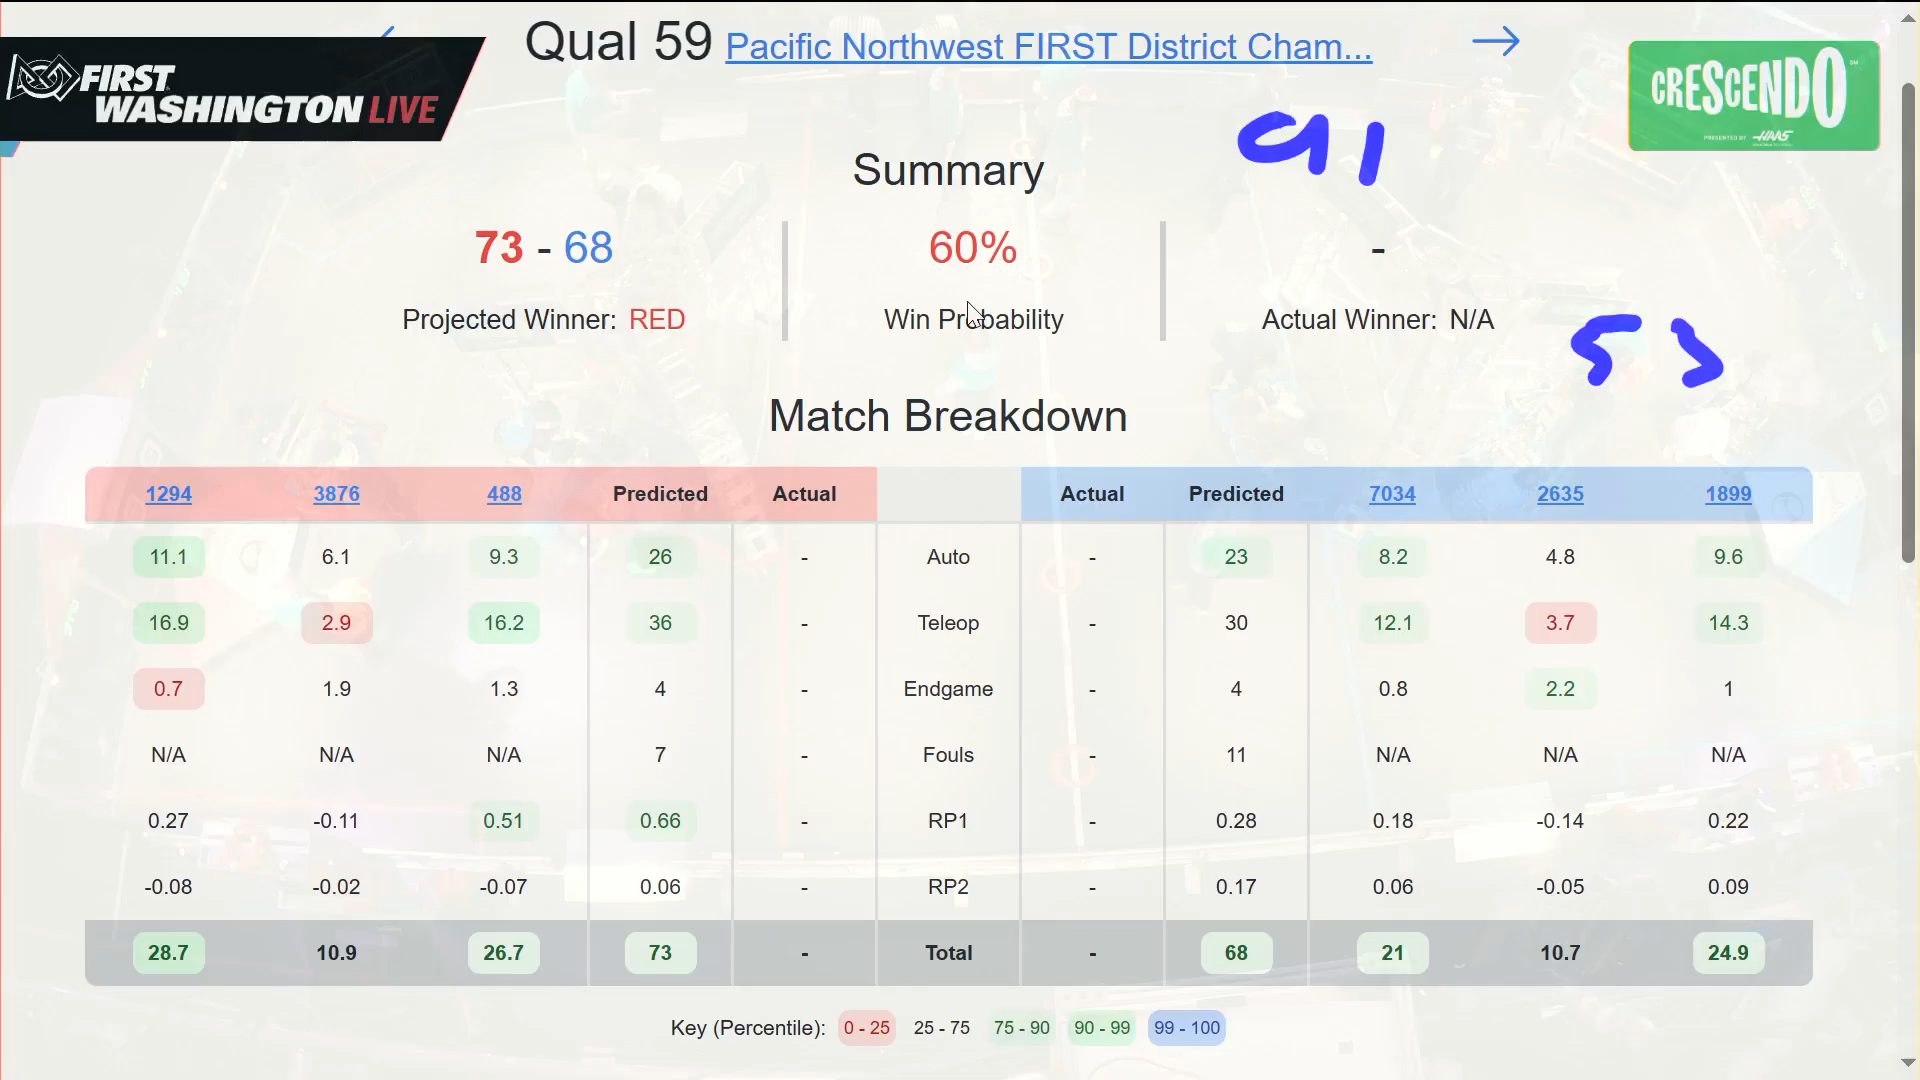 Qual 59 Pacific Northwest FIRST District Cham...
FIRST
WASHINGTON LIVE
CRESCENDO
PRESENTED BY HAAS
91
Summary
73 - 68
60%
-
Projected Winner: RED
Win Probability
Actual Winner: N/A
Match Breakdown
1294 3876 488 Predicted Actual Actual Predicted 7034 2635 1899
11.1 6.1 9.3 26 - Auto - 23 8.2 4.8 9.6
16.9 2.9 16.2 36 - Teleop - 30 12.1 3.7 14.3
0.7 1.9 1.3 4 - Endgame - 4 0.8 2.2 1
N/A N/A N/A 7 - Fouls - 11 N/A N/A N/A
0.27 -0.11 0.51 0.66 - RP1 - 0.28 0.18 -0.14 0.22
-0.08 -0.02 -0.07 0.06 - RP2 - 0.17 0.06 -0.05 0.09
28.7 10.9 26.7 73 - Total - 68 21 10.7 24.9
Key (Percentile): 0 - 25 25 - 75 75 - 90 90 - 99 99 - 100